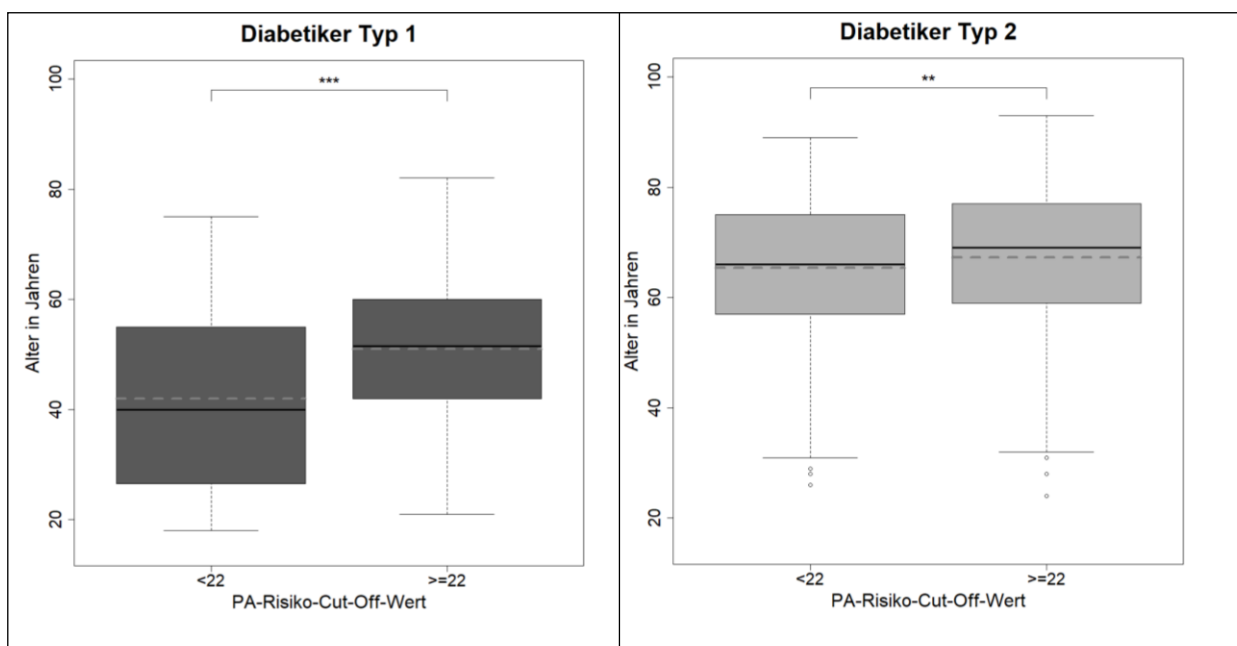 Diabetiker Typ 1
***
100
80
60
40
20
Alter in Jahren
<22
>=22
PA-Risiko-Cut-Off-Wert
Diabetiker Typ 2
**
100
80
60
40
20
Alter in Jahren
<22
>=22
PA-Risiko-Cut-Off-Wert